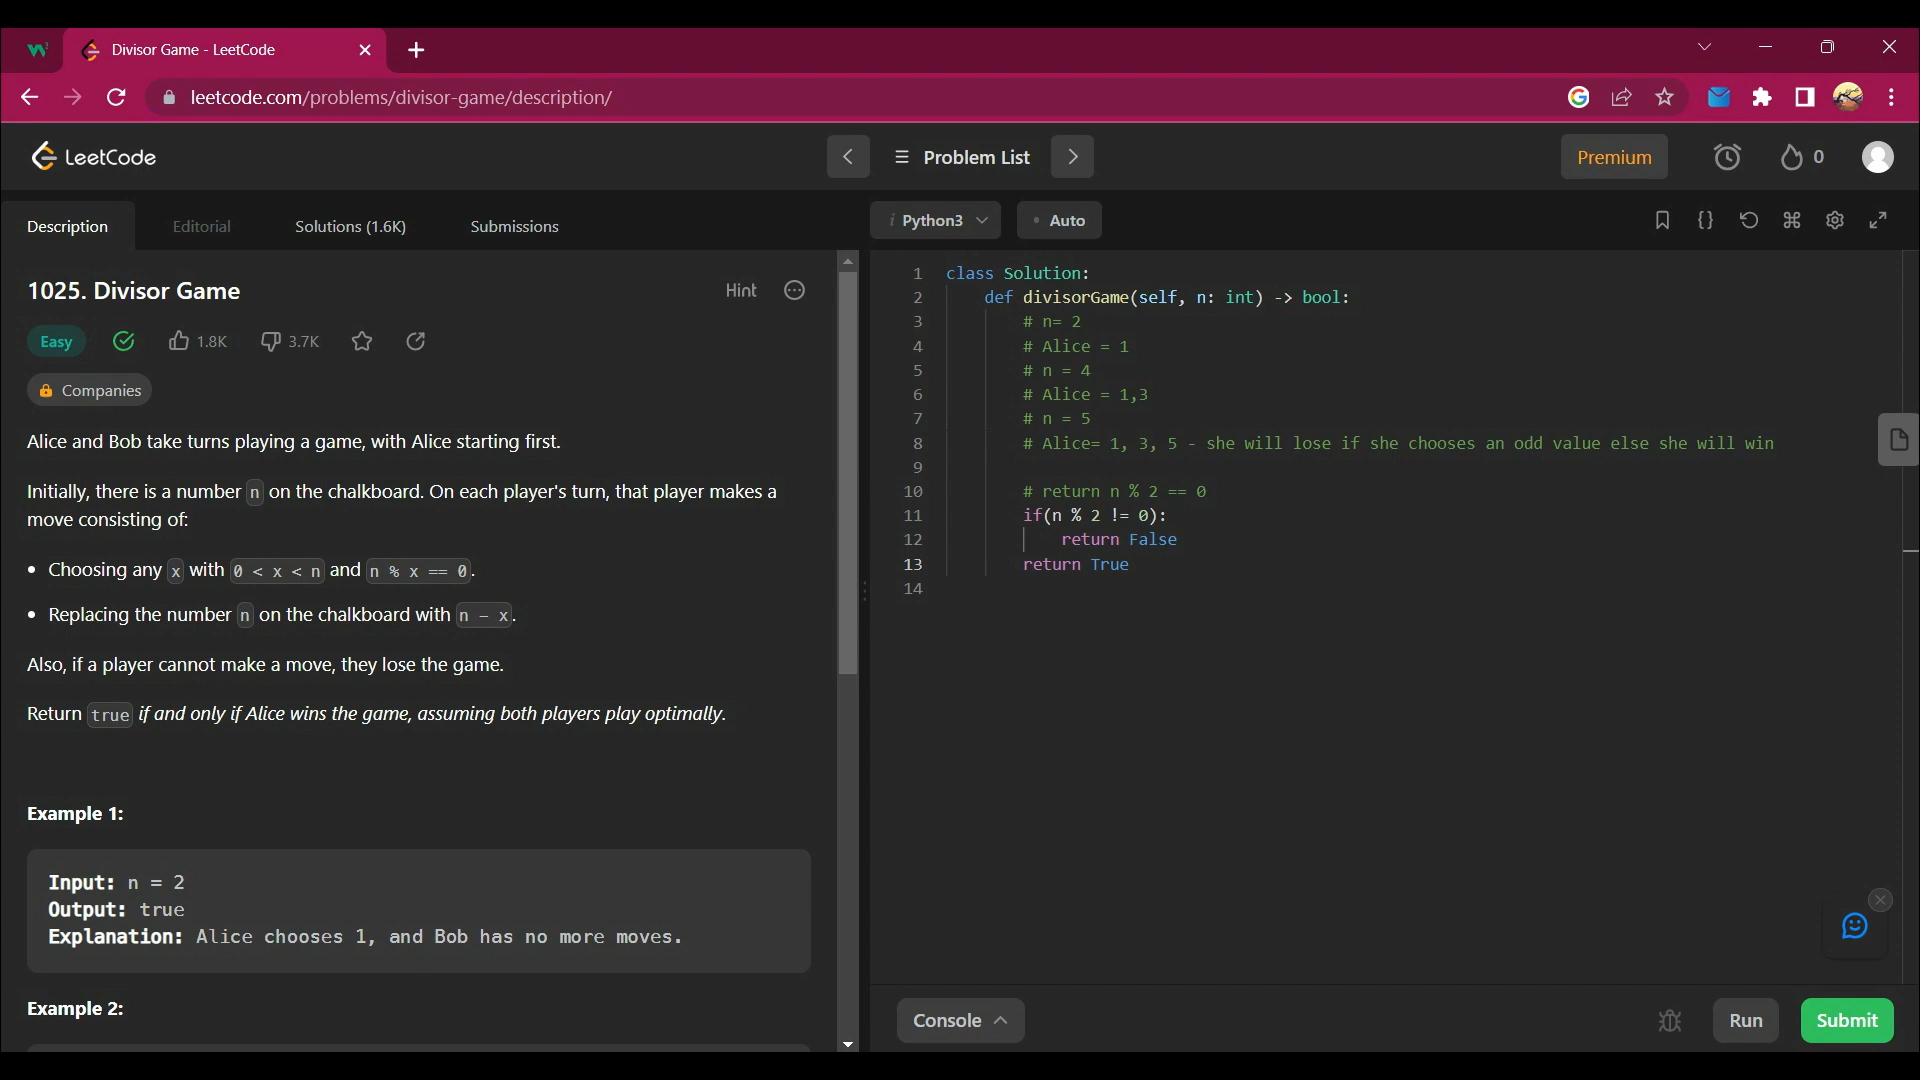 Divisor Game - LeetCode
leetcode.com/problems/divisor-game/description/
LeetCode
Problem List
Premium
0
Description
Editorial
Solutions (1.6K)
Submissions
1025. Divisor Game
Hint
Easy
1.8K
3.7K
Companies
Alice and Bob take turns playing a game, with Alice starting first.
Initially, there is a number n on the chalkboard. On each player's turn, that player makes a
move consisting of:
• Choosing any x with 0 < x < n and n % x == 0.
• Replacing the number n on the chalkboard with n - x.
Also, if a player cannot make a move, they lose the game.
Return true if and only if Alice wins the game, assuming both players play optimally.
Example 1:
Input: n = 2
Output: true
Explanation: Alice chooses 1, and Bob has no more moves.
Example 2:
i Python3
• Auto
1 class Solution:
2 def divisorGame(self, n: int) -> bool:
3 # n= 2
4 # Alice = 1
5 # n = 4
6 # Alice = 1,3
7 # n = 5
8 # Alice= 1, 3, 5 - she will lose if she chooses an odd value else she will win
9
10 # return n % 2 == 0
11 if(n % 2 != 0):
12 return False
13 return True
14
Console
Run
Submit